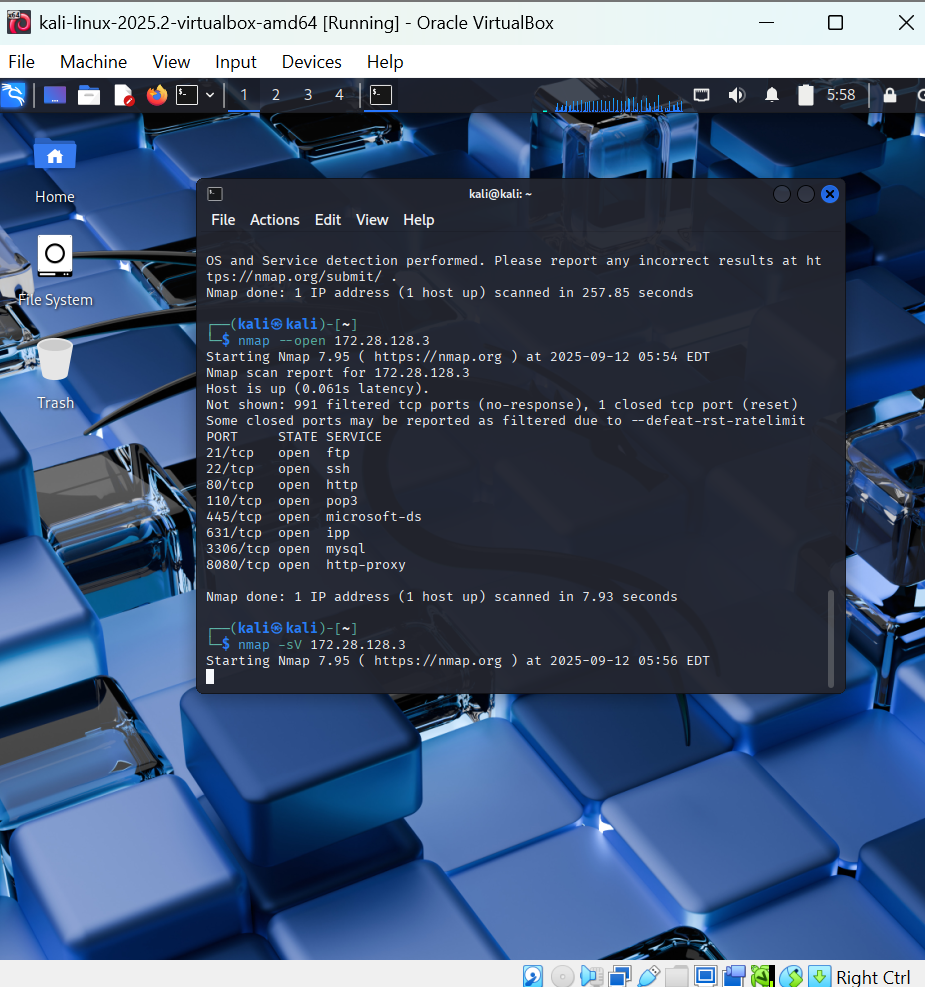 kali-linux-2025.2-virtualbox-amd64 [Running] - Oracle VirtualBox
File Machine View Input Devices Help
1 2 3 4 5:58
Home
File System
Trash
kali@kali: ~
File Actions Edit View Help
OS and Service detection performed. Please report any incorrect results at ht
tps://nmap.org/submit/ .
Nmap done: 1 IP address (1 host up) scanned in 257.85 seconds
┌──(kali㉿kali)-[~]
└─$ nmap --open 172.28.128.3
Starting Nmap 7.95 ( https://nmap.org ) at 2025-09-12 05:54 EDT
Nmap scan report for 172.28.128.3
Host is up (0.061s latency).
Not shown: 991 filtered tcp ports (no-response), 1 closed tcp port (reset)
Some closed ports may be reported as filtered due to --defeat-rst-ratelimit
PORT STATE SERVICE
21/tcp open ftp
22/tcp open ssh
80/tcp open http
110/tcp open pop3
445/tcp open microsoft-ds
631/tcp open ipp
3306/tcp open mysql
8080/tcp open http-proxy
Nmap done: 1 IP address (1 host up) scanned in 7.93 seconds
┌──(kali㉿kali)-[~]
└─$ nmap -sV 172.28.128.3
Starting Nmap 7.95 ( https://nmap.org ) at 2025-09-12 05:56 EDT
Right Ctrl